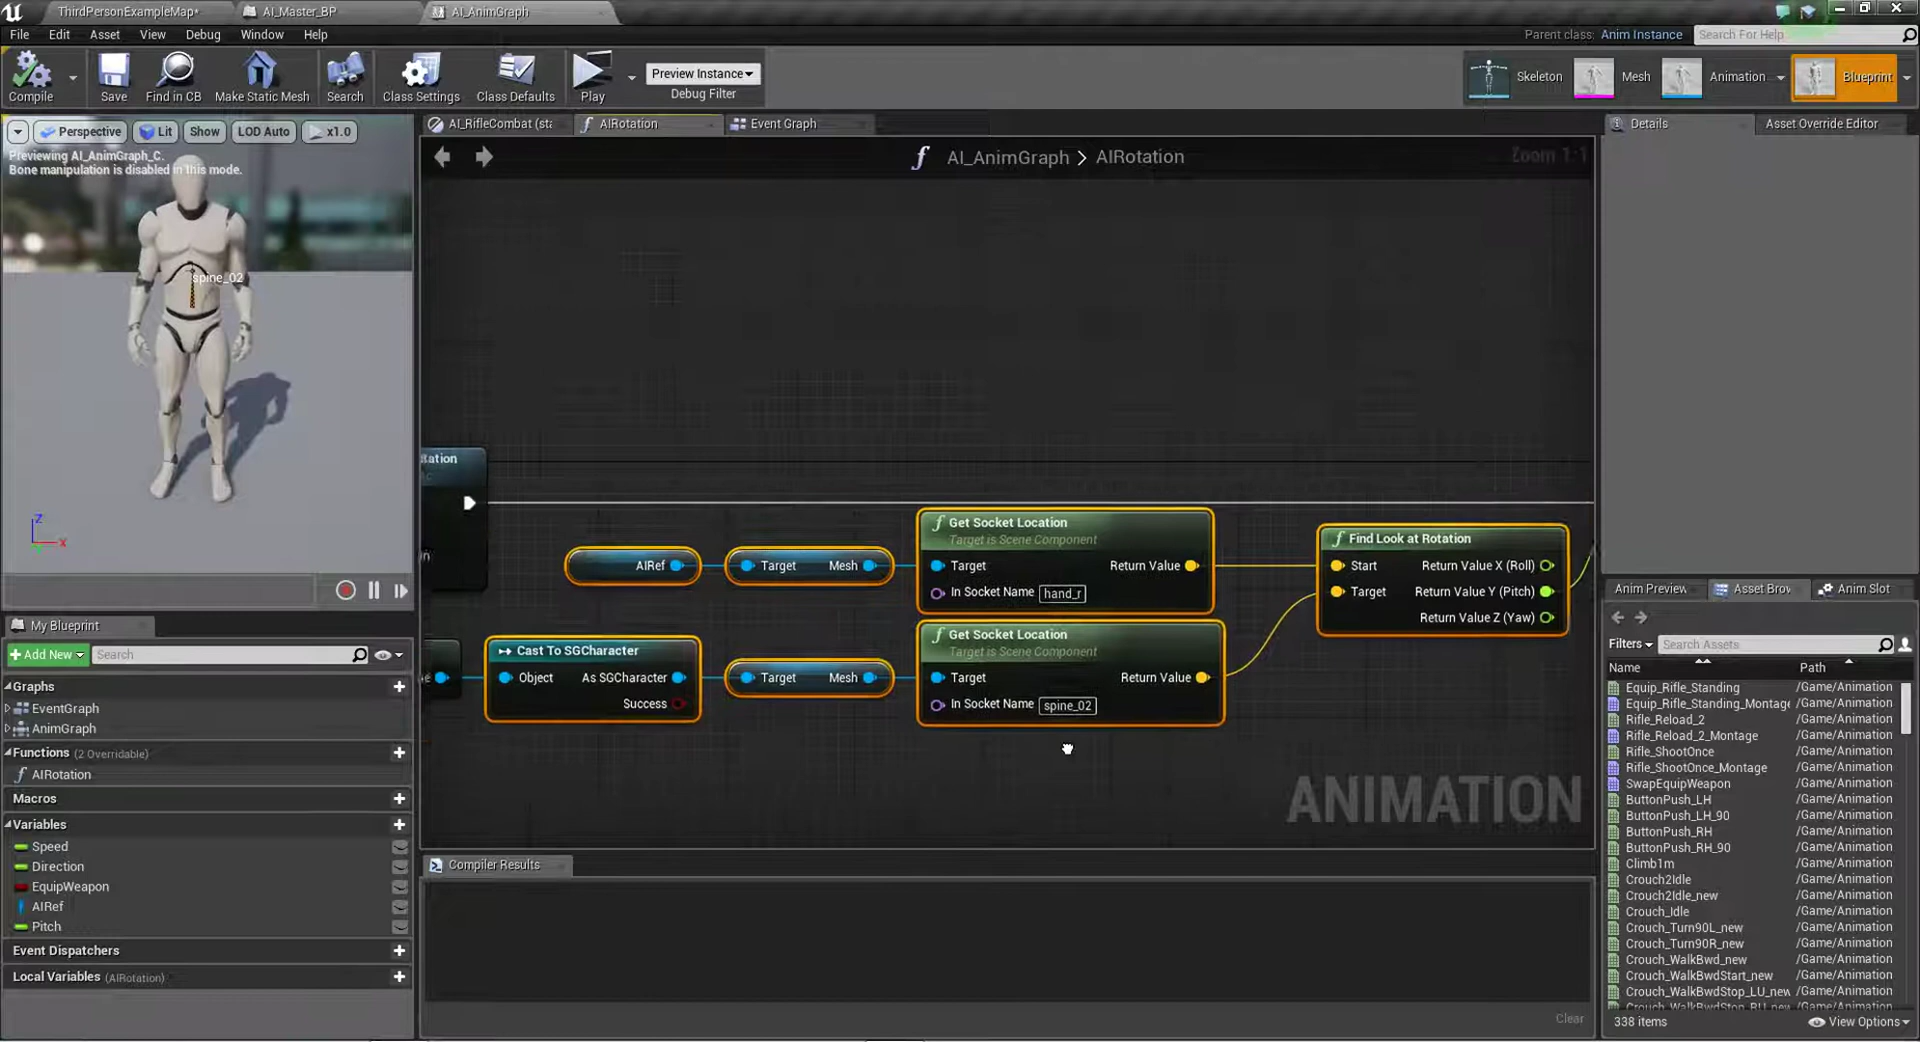 ThirdPersonExampleMap*
AI_Master_BP
AI_AnimGraph
File Edit Asset View Debug Window Help
Parent class: Anim Instance
Search For Help
Compile
Save
Find in CB
Make Static Mesh
Search
Class Settings
Class Defaults
Play
Preview Instance
Debug Filter
Skeleton
Mesh
Animation
Blueprint
Perspective
Lit
Show
LOD Auto
x1.0
Previewing AI_AnimGraph_C.
Bone manipulation is disabled in this mode.
spine_02
Z
X
AI_RifleCombat (sta
AIRotation
Event Graph
AI_AnimGraph > AIRotation
Zoom 1:1
AIRef
Target Mesh
Get Socket Location
Target is Scene Component
Target
Return Value
In Socket Name hand_r
Cast To SGCharacter
Object
As SGCharacter
Success
Target Mesh
Get Socket Location
Target is Scene Component
Target
Return Value
In Socket Name spine_02
Find Look at Rotation
Start
Return Value X (Roll)
Target
Return Value Y (Pitch)
Return Value Z (Yaw)
ANIMATION
My Blueprint
+Add New
Search
Graphs
EventGraph
AnimGraph
Functions (2 Overridable)
AIRotation
Macros
Variables
Speed
Direction
EquipWeapon
AIRef
Pitch
Event Dispatchers
Local Variables (AIRotation)
Compiler Results
Clear
Details
Asset Override Editor
Anim Preview
Asset Brov
Anim Slot
Filters
Search Assets
Name Path
Equip_Rifle_Standing /Game/Animation
Equip_Rifle_Standing_Montage /Game/Animation
Rifle_Reload_2 /Game/Animation
Rifle_Reload_2_Montage /Game/Animation
Rifle_ShootOnce /Game/Animation
Rifle_ShootOnce_Montage /Game/Animation
SwapEquipWeapon /Game/Animation
ButtonPush_LH /Game/Animation
ButtonPush_LH_90 /Game/Animation
ButtonPush_RH /Game/Animation
ButtonPush_RH_90 /Game/Animation
Climb1m /Game/Animation
Crouch2Idle /Game/Animation
Crouch2Idle_new /Game/Animation
Crouch_Idle /Game/Animation
Crouch_Turn90L_new /Game/Animation
Crouch_Turn90R_new /Game/Animation
Crouch_WalkBwd_new /Game/Animation
Crouch_WalkBwdStart_new /Game/Animation
Crouch_WalkBwdStop_LU_new /Game/Animation
Crouch_WalkBwdStop_RU_new /Game/Animation
338 items
View Options